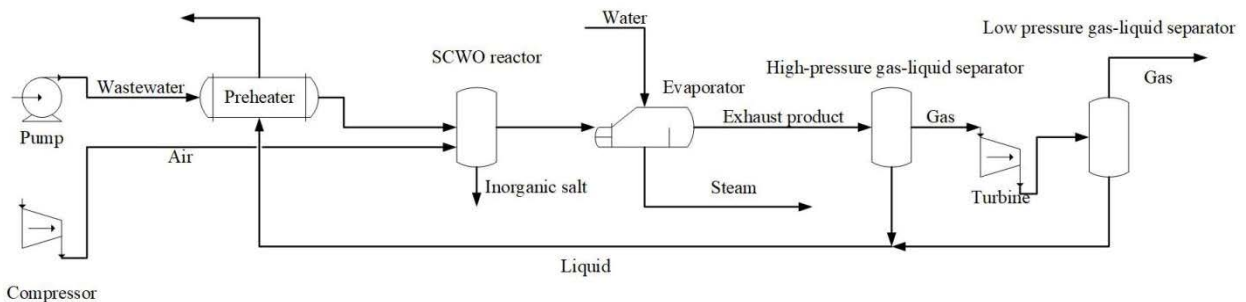 Water
Low pressure gas-liquid separator
SCWO reactor
High-pressure gas-liquid separator
Gas
Wastewater
Preheater
Evaporator
Exhaust product
Gas
Pump
Air
Inorganic salt
Steam
Turbine
Liquid
Compressor